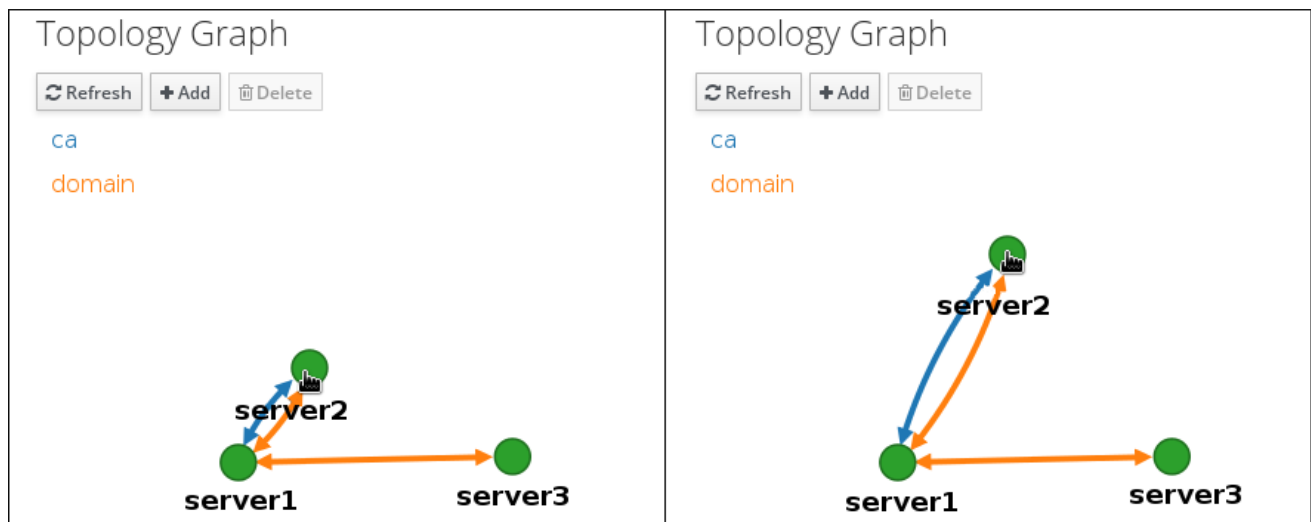 Topology Graph
Refresh Add Delete
ca
domain
server2
server1
server3
Topology Graph
Refresh Add Delete
ca
domain
server2
server1
server3